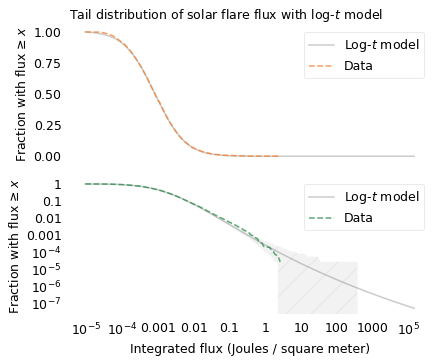 Tail distribution of solar flare flux with log-t model
Fraction with flux ≥ x
1.00
0.75
0.50
0.25
0.00
Log-t model
Data
Fraction with flux ≥ x
1
0.1
0.01
0.001
10⁻⁴
10⁻⁵
10⁻⁶
10⁻⁷
Log-t model
Data
10⁻⁵ 10⁻⁴ 0.001 0.01 0.1 1 10 100 1000 10⁵
Integrated flux (Joules / square meter)